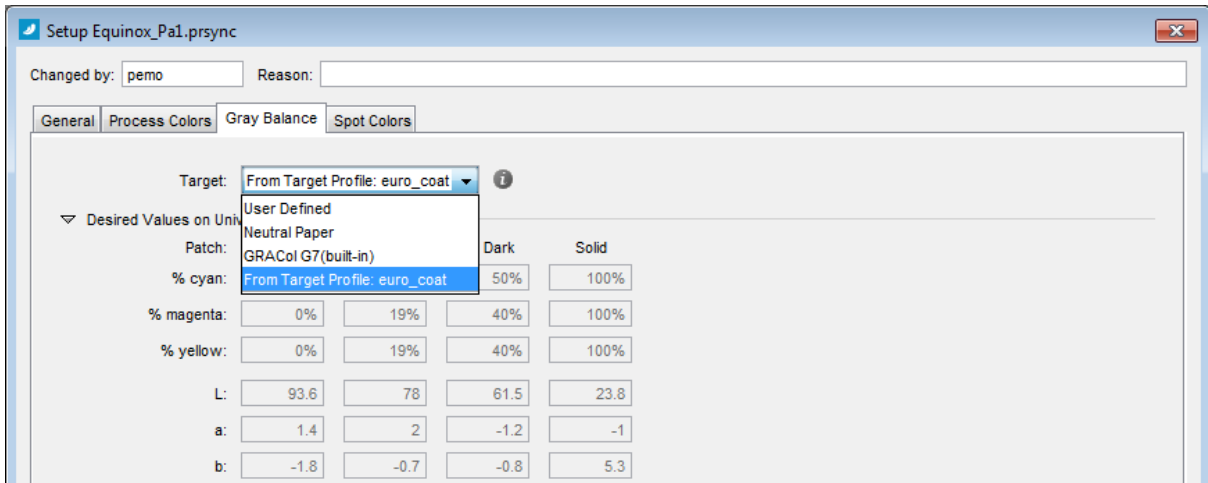 Setup Equinox_Pa1.prsync
Changed by: pemo Reason:
General Process Colors Gray Balance Spot Colors
Target: From Target Profile: euro_coat
User Defined
Desired Values on Univ
Neutral Paper
Patch: Dark Solid
GRACol G7(built-in)
% cyan: From Target Profile: euro_coat 50% 100%
% magenta: 0% 19% 40% 100%
% yellow: 0% 19% 40% 100%
L: 93.6 78 61.5 23.8
a: 1.4 2 -1.2 -1
b: -1.8 -0.7 -0.8 5.3